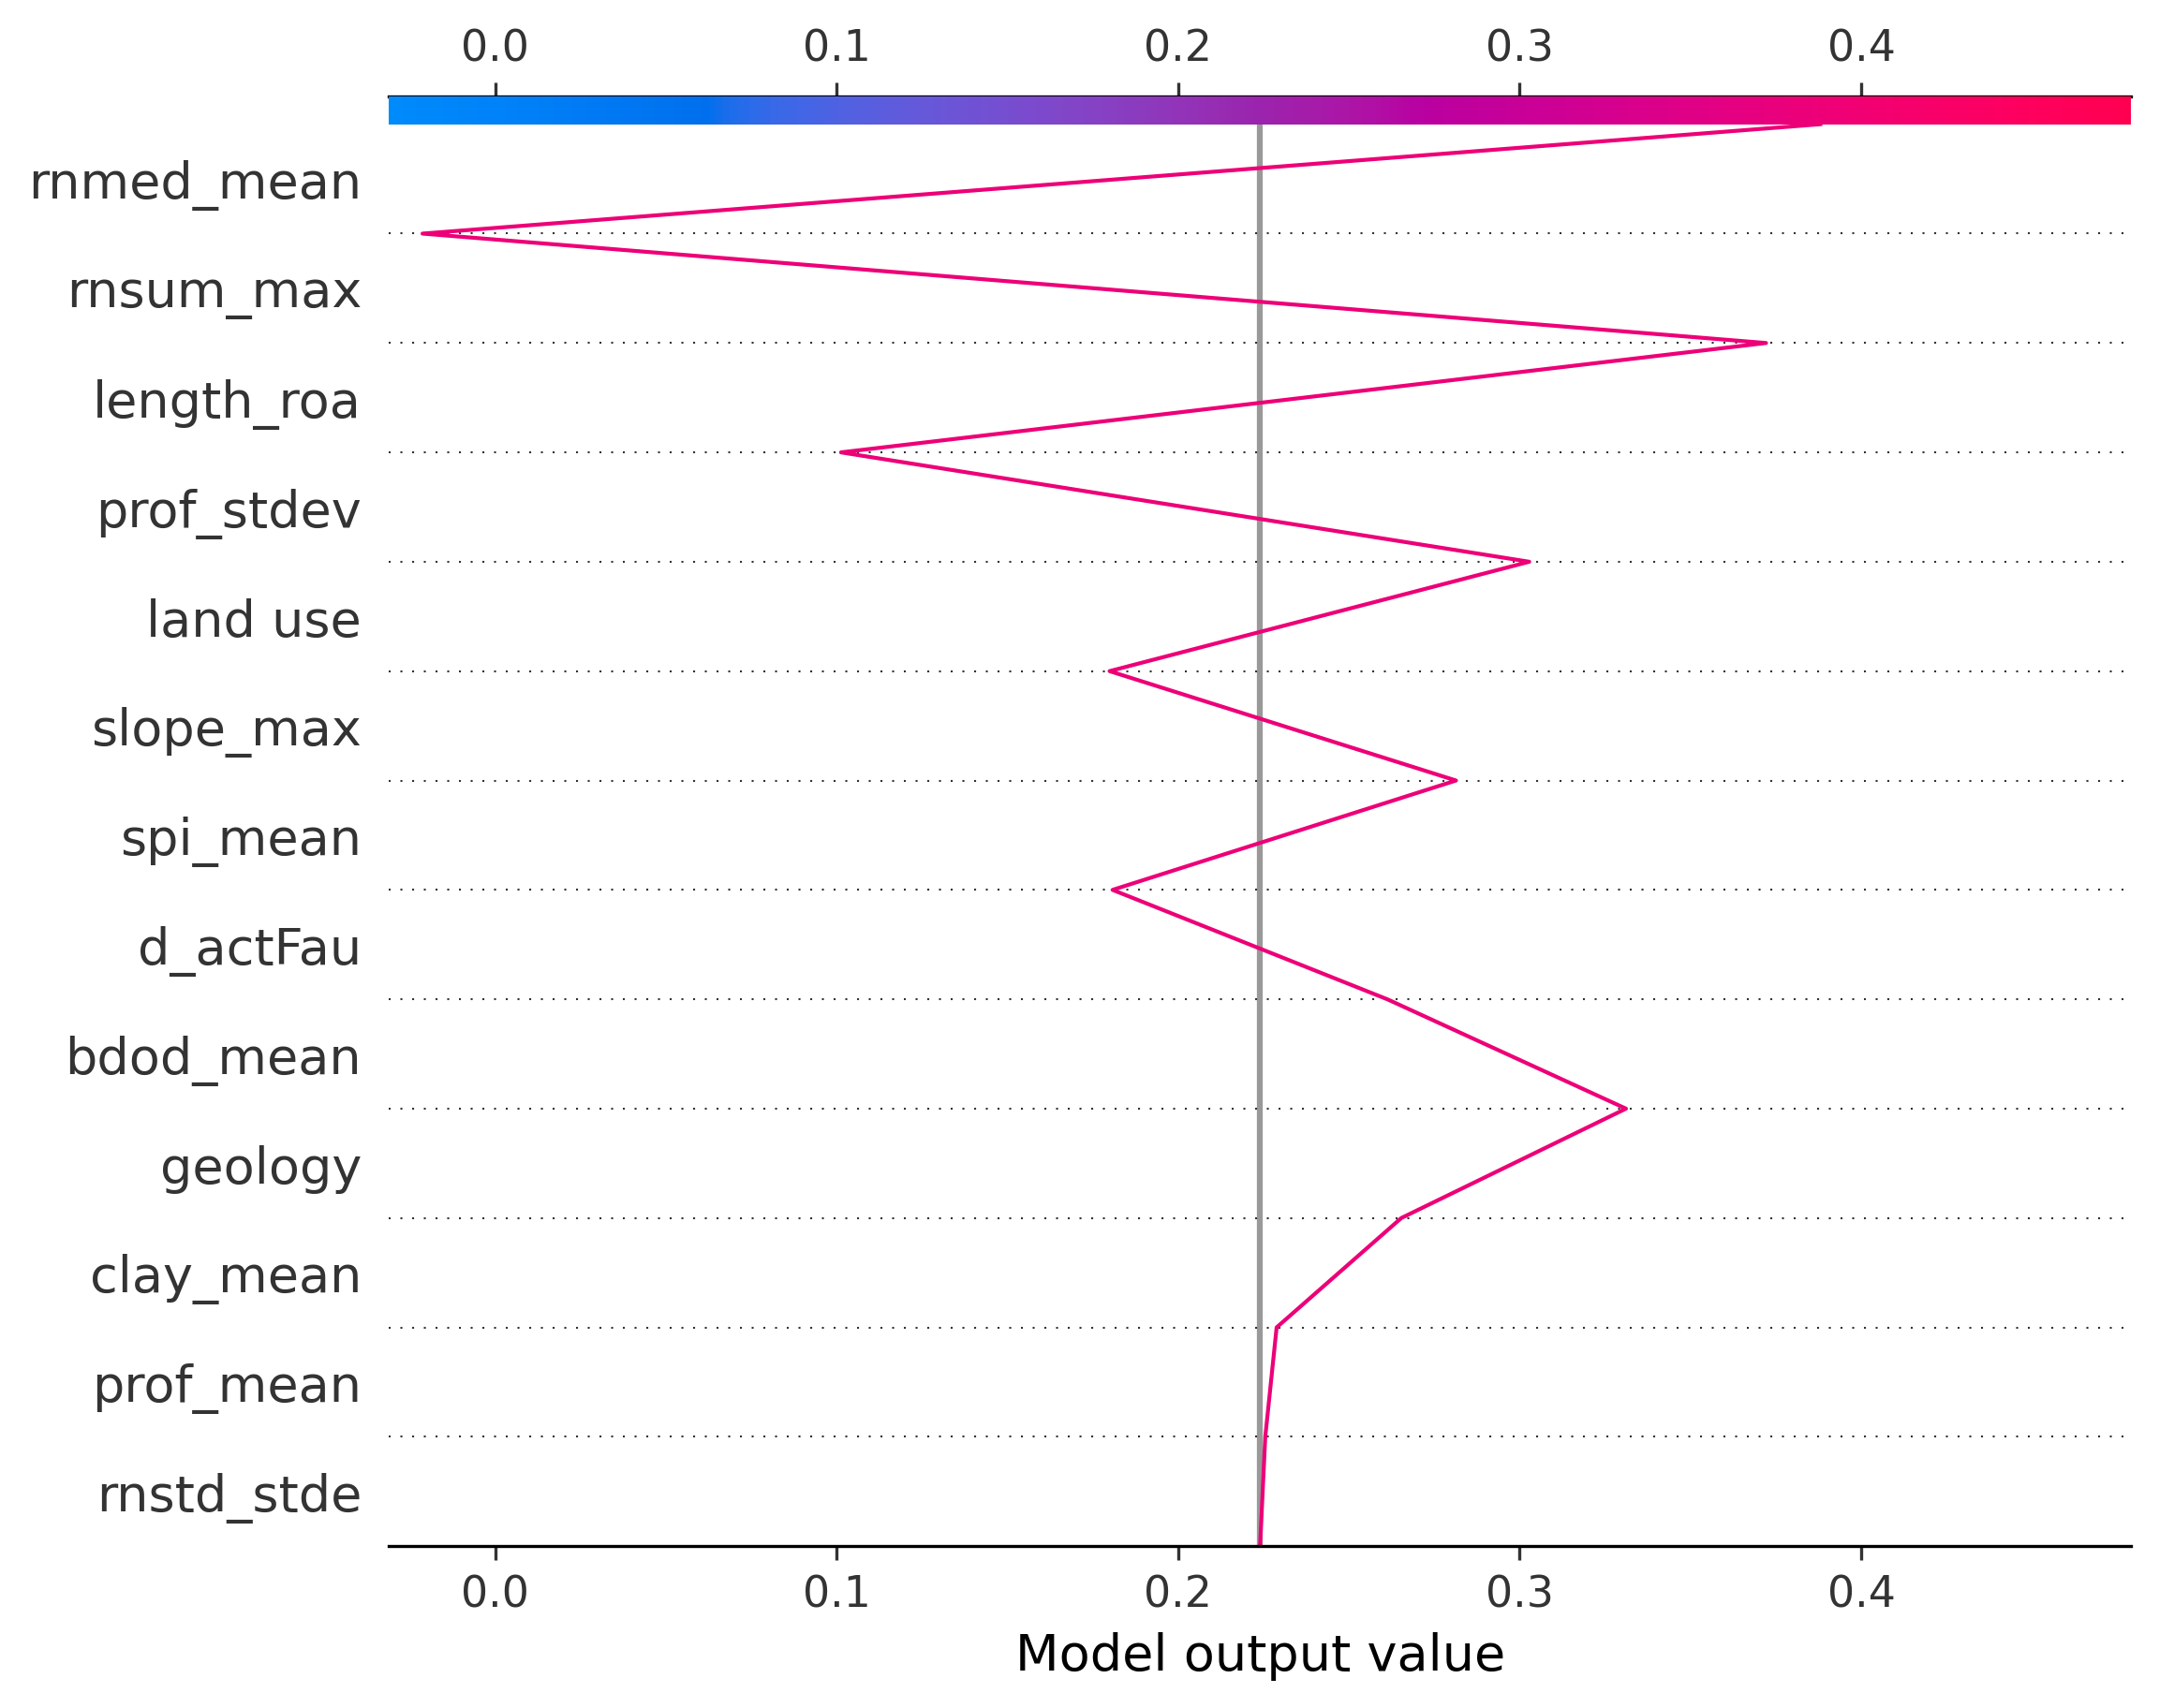 0.0 0.1 0.2 0.3 0.4
rnmed_mean
rnsum_max
length_roa
prof_stdev
land use
slope_max
spi_mean
d_actFau
bdod_mean
geology
clay_mean
prof_mean
rnstd_stde
0.0 0.1 0.2 0.3 0.4
Model output value